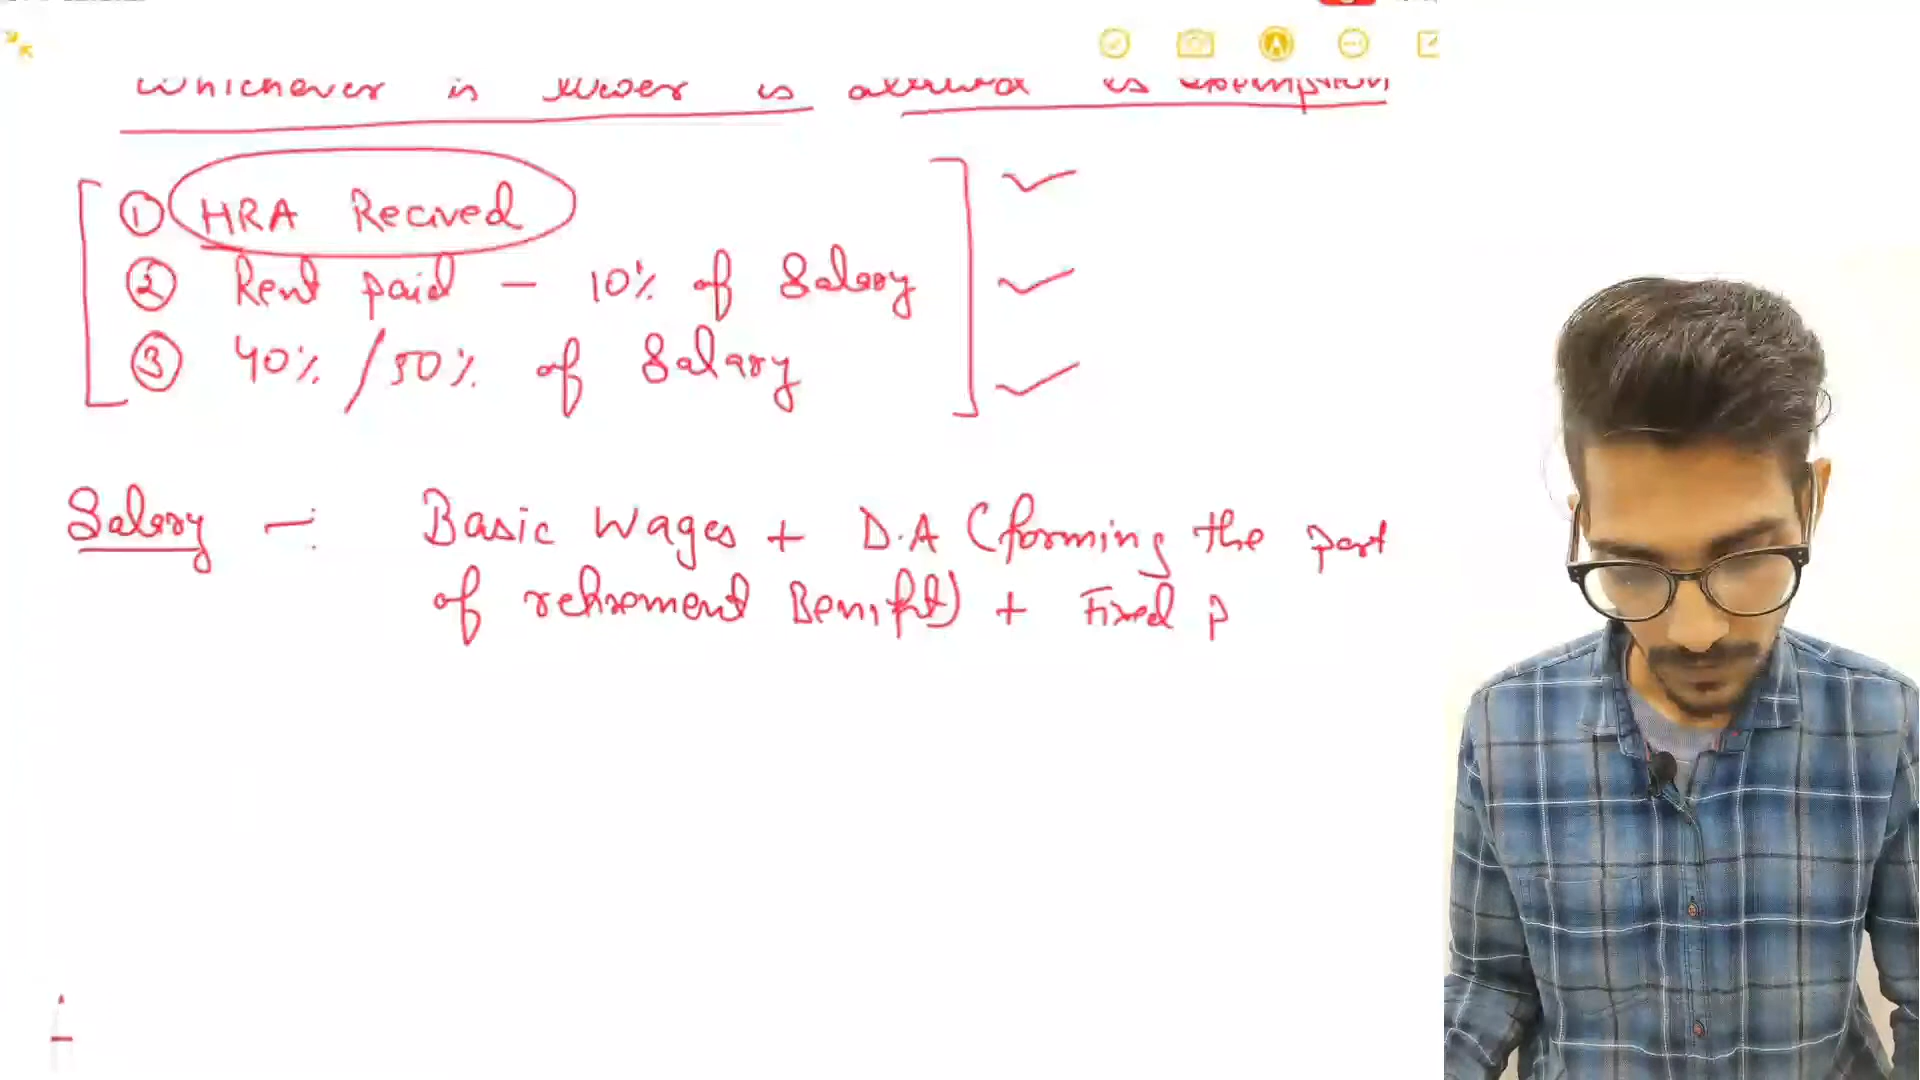 whichever is lower is allowed as exemption
① HRA Recived
② Rent paid - 10% of Salary
③ 40% / 50% of Salary
Salary -: Basic Wages + D.A (forming the part
of retirement Benifit) + Fixed P